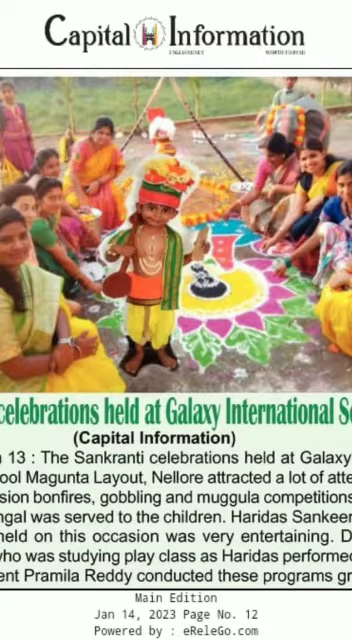 Capital Information
celebrations held at Galaxy International
(Capital Information)
13 : The Sankranti celebrations held at Galaxy
ool Magunta Layout, Nellore attracted a lot of atte
sion bonfires, gobbling and muggula competitions
ngal was served to the children. Haridas Sankeer
held on this occasion was very entertaining. D
who was studying play class as Haridas performed
ent Pramila Reddy conducted these programs gr
Main Edition
Jan 14, 2023 Page No. 12
Powered by : eReleGo.com